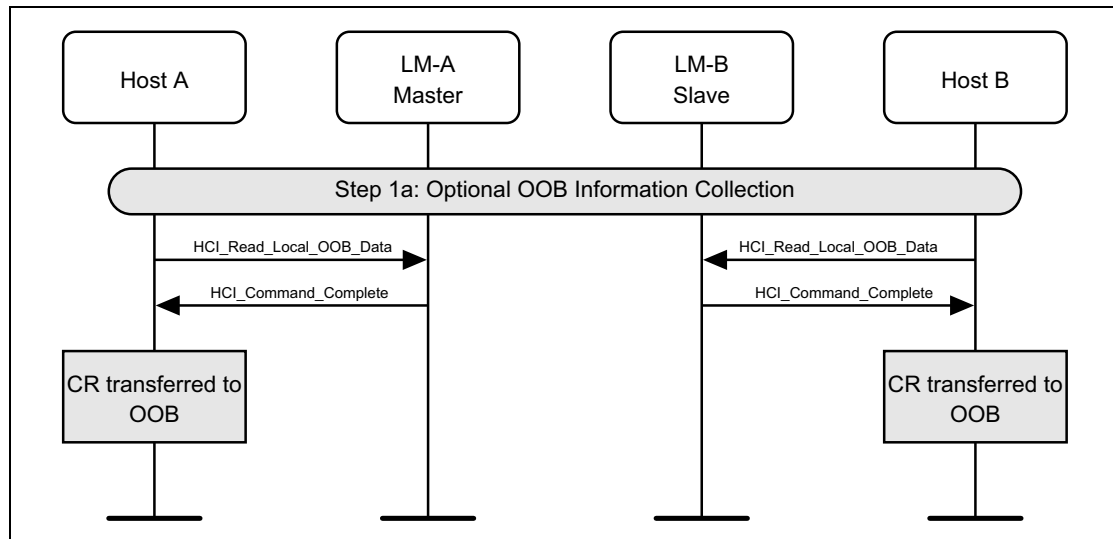 Host A
LM-A
Master
LM-B
Slave
Host B
Step 1a: Optional OOB Information Collection
HCI_Read_Local_OOB_Data
HCI_Read_Local_OOB_Data
HCI_Command_Complete
HCI_Command_Complete
CR transferred to
OOB
CR transferred to
OOB